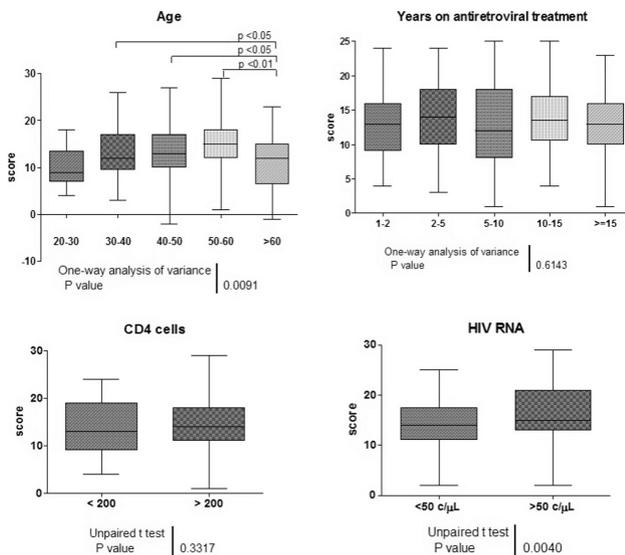 Age
p <0.05
p <0.05
p <0.01
30
20
10
0
-10
score
20-30 30-40 40-50 50-60 >60
One-way analysis of variance
P value 0.0091
Years on antiretroviral treatment
25
20
15
10
5
0
score
1-2 2-5 5-10 10-15 >=15
One-way analysis of variance
P value 0.6143
CD4 cells
30
20
10
0
score
< 200 > 200
Unpaired t test
P value 0.3317
HIV RNA
30
20
10
0
score
<50 c/μL >50 c/μL
Unpaired t test
P value 0.0040